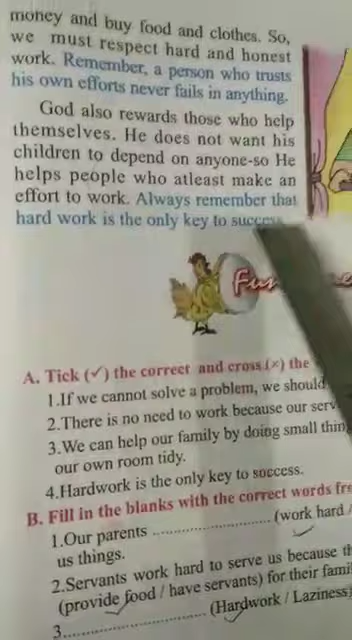 money and buy food and clothes. So,
we must respect hard and honest
work. Remember, a person who trusts
his own efforts never fails in anything.
God also rewards those who help
themselves. He does not want his
children to depend on anyone-so He
helps people who atleast make an
effort to work. Always remember that
hard work is the only key to success
Fun
A. Tick (✓) the correct and cross (×) the
1.If we cannot solve a problem, we should
2.There is no need to work because our
3.We can help our family by doing small
our own room tidy.
4.Hardwork is the only key to success.
B. Fill in the blanks with the correct words
1.Our parents .................... (work hard /
us things.
2.Servants work hard to serve us because
(provide food / have servants) for their
3......................... (Hardwork / Laziness)